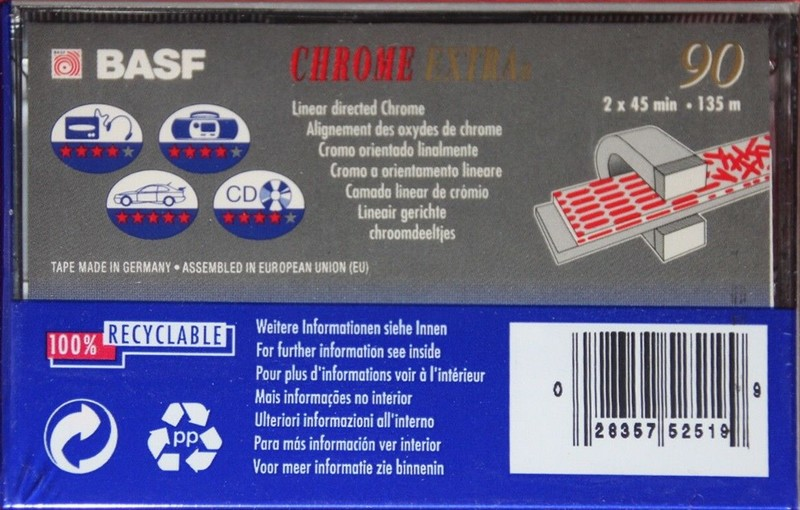 BASF
CHROME EXTRA
90
2 x 45 min • 135 m
Linear directed Chrome
Alignement des oxydes de chrome
Cromo orientado linalmente
Cromo a orientamento lineare
Camada linear de crómio
Lineair gerichte
chroomdeeltjes
CD
TAPE MADE IN GERMANY • ASSEMBLED IN EUROPEAN UNION (EU)
100% RECYCLABLE
PP
Weitere Informationen siehe Innen
For further information see inside
Pour plus d'informations voir à l'intérieur
Mais informações no interior
Ulteriori informazioni all'interno
Para más información ver interior
Voor meer informatie zie binnenin
0 28357 52519 9